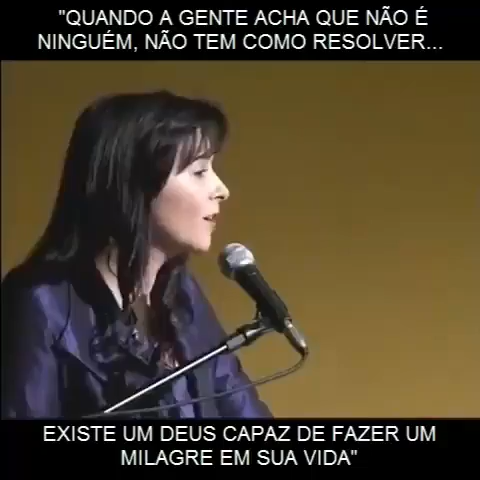 "QUANDO A GENTE ACHA QUE NÃO É
NINGUÉM, NÃO TEM COMO RESOLVER...
EXISTE UM DEUS CAPAZ DE FAZER UM
MILAGRE EM SUA VIDA"